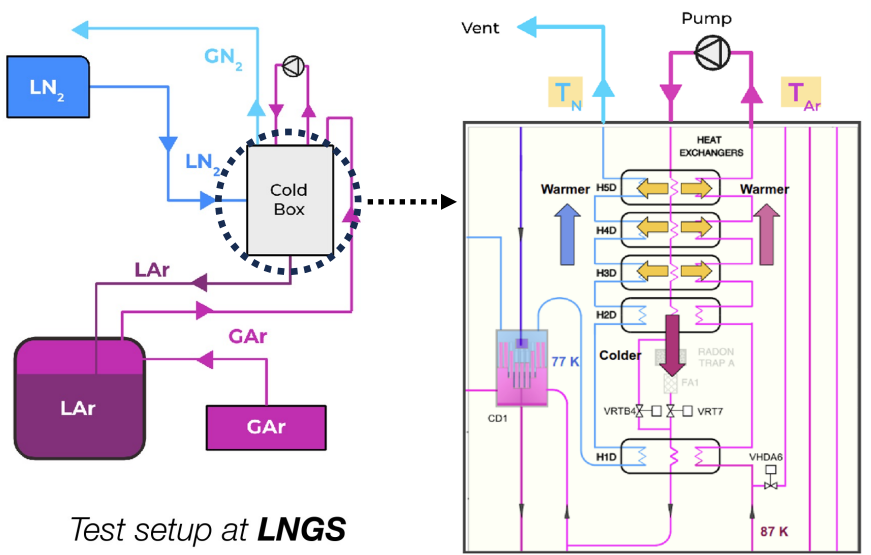 GN2
LN2
LN2
Cold
Box
LAr
GAr
LAr
GAr
Test setup at LNGS
Vent
Pump
TN
TAr
HEAT
EXCHANGERS
Warmer
H5D
Warmer
H4D
H3D
H2D
Colder
RADON
TRAP A
77 K
FA1
CD1
VRTB4
VRT7
H1D
VHDA6
87 K